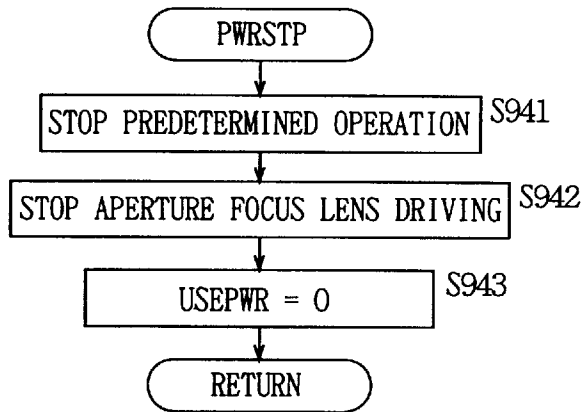 PWRSTP
STOP PREDETERMINED OPERATION S941
STOP APERTURE FOCUS LENS DRIVING S942
USEPWR = 0 S943
RETURN